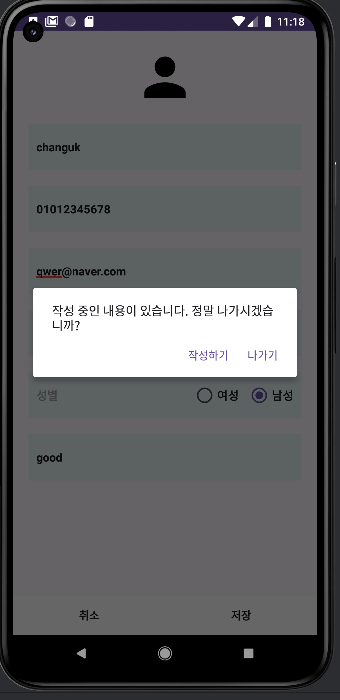 11:18
changuk
01012345678
qwer@naver.com
작성 중인 내용이 있습니다. 정말 나가시겠습
니까?
작성하기 나가기
성별 여성 남성
good
취소 저장